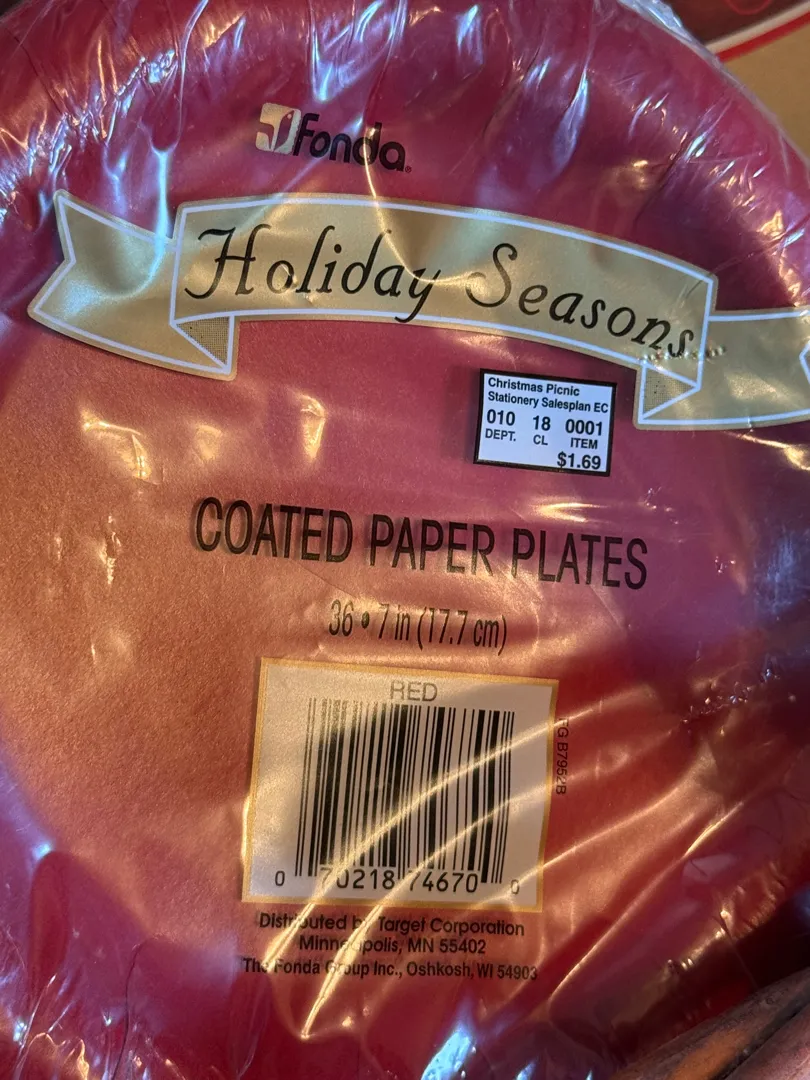 Fonda
Holiday Seasons
Christmas Picnic
Stationery Salesplan EC
010 18 0001
DEPT. CL ITEM
$1.69
COATED PAPER PLATES
36 • 7 in (17.7 cm)
RED
0 70218 74670 0
G B7952B
Distributed by Target Corporation
Minneapolis, MN 55402
The Fonda Group Inc., Oshkosh, WI 54903